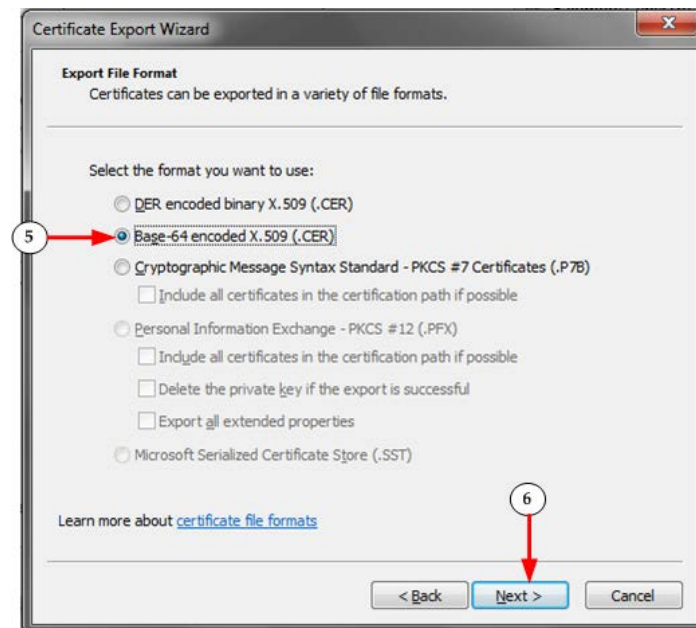 Certificate Export Wizard
Export File Format
Certificates can be exported in a variety of file formats.
Select the format you want to use:
DER encoded binary X.509 (.CER)
5
Base-64 encoded X.509 (.CER)
Cryptographic Message Syntax Standard - PKCS #7 Certificates (.P7B)
Include all certificates in the certification path if possible
Personal Information Exchange - PKCS #12 (.PFX)
Include all certificates in the certification path if possible
Delete the private key if the export is successful
Export all extended properties
Microsoft Serialized Certificate Store (.SST)
6
Learn more about certificate file formats
< Back Next > Cancel